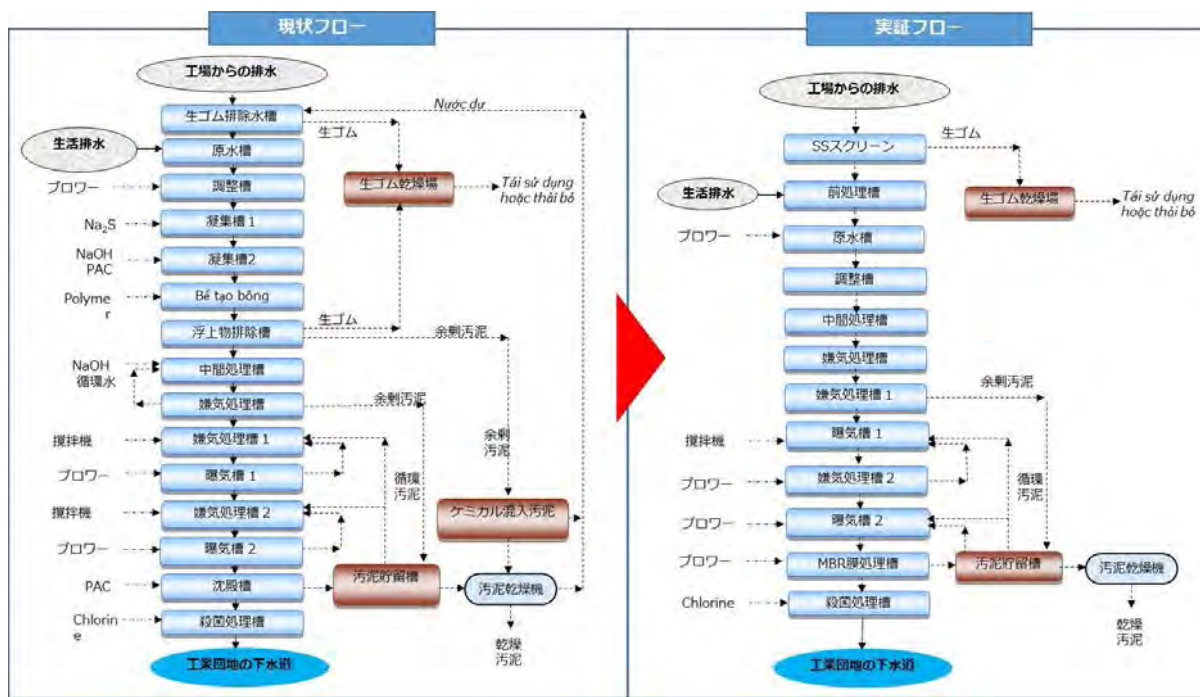 現状フロー
工場からの排水
Nước dư
生ゴム排除水槽
生ゴム
生活排水
原水槽
ブロワー
調整槽
生ゴム乾燥場
Tái sử dụng
hoặc thải bỏ
Na2S
凝集槽1
NaOH
PAC
凝集槽2
Polyme
r
Bể tạo bông
生ゴム
浮上物排除槽
余剰汚泥
NaOH
循環水
中間処理槽
嫌気処理槽
余剰汚泥
撹拌機
嫌気処理槽1
余剰
汚泥
ブロワー
曝気槽1
循環
汚泥
撹拌機
嫌気処理槽2
ケミカル混入汚泥
ブロワー
曝気槽2
PAC
沈殿槽
汚泥貯留槽
汚泥乾燥機
Chlorin
e
殺菌処理槽
乾燥
汚泥
工業団地の下水道
実証フロー
工場からの排水
生ゴム
SSスクリーン
生活排水
前処理槽
生ゴム乾燥場
Tái sử dụng
hoặc thải bỏ
ブロワー
原水槽
調整槽
中間処理槽
嫌気処理槽
余剰汚泥
嫌気処理槽1
撹拌機
曝気槽1
ブロワー
嫌気処理槽2
循環
汚泥
ブロワー
曝気槽2
ブロワー
MBR膜処理槽
汚泥貯留槽
汚泥乾燥機
Chlorine
殺菌処理槽
乾燥
汚泥
工業団地の下水道